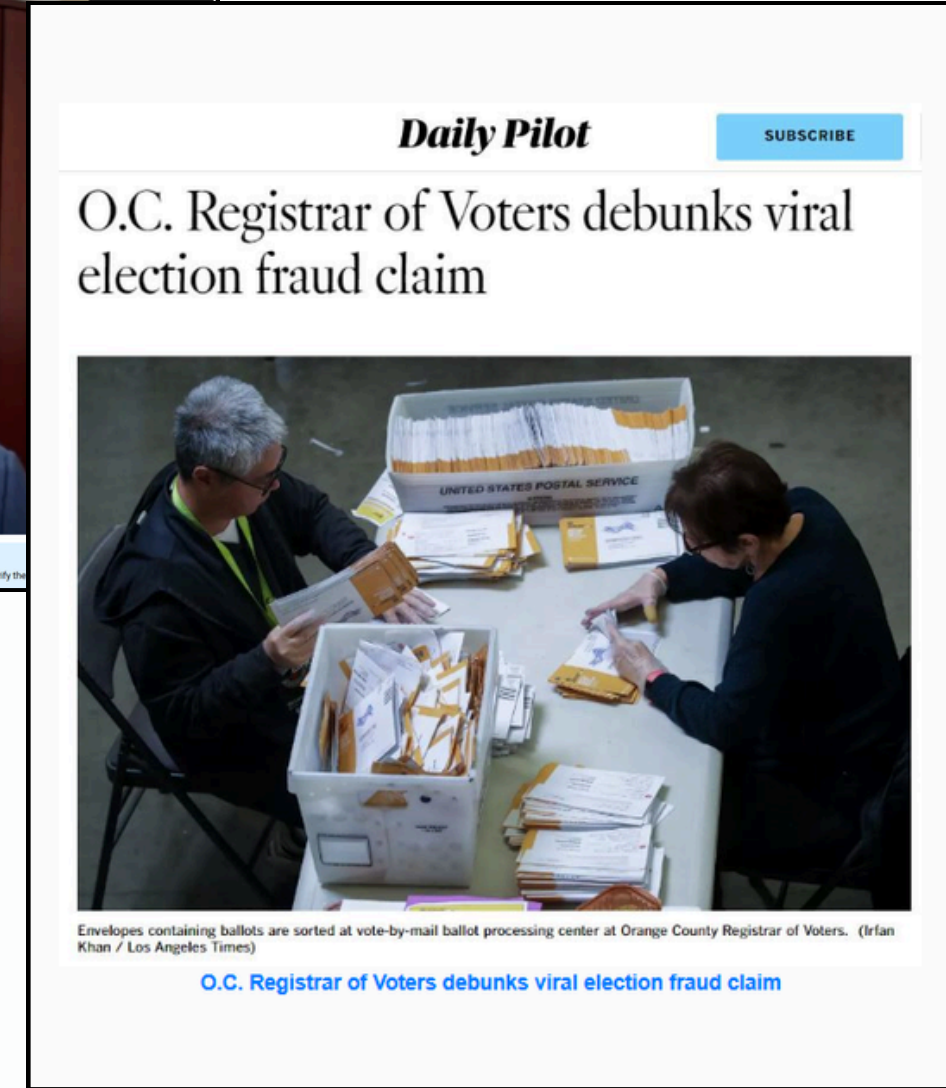 Daily Pilot
SUBSCRIBE
O.C. Registrar of Voters debunks viral
election fraud claim
UNITED STATES POSTAL SERVICE
ify the
Envelopes containing ballots are sorted at vote-by-mail ballot processing center at Orange County Registrar of Voters. (Irfan
Khan / Los Angeles Times)
O.C. Registrar of Voters debunks viral election fraud claim